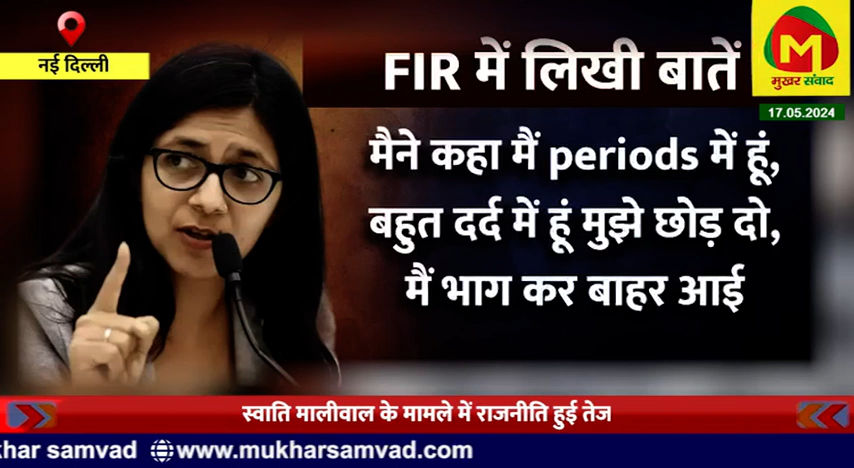 नई दिल्ली
FIR में लिखी बातें
M
मुखर संवाद
17.05.2024
मैने कहा मैं periods में हूं,
बहुत दर्द में हूं मुझे छोड़ दो,
मैं भाग कर बाहर आई
स्वाति मालीवाल के मामले में राजनीति हुई तेज
khar samvad www.mukharsamvad.com